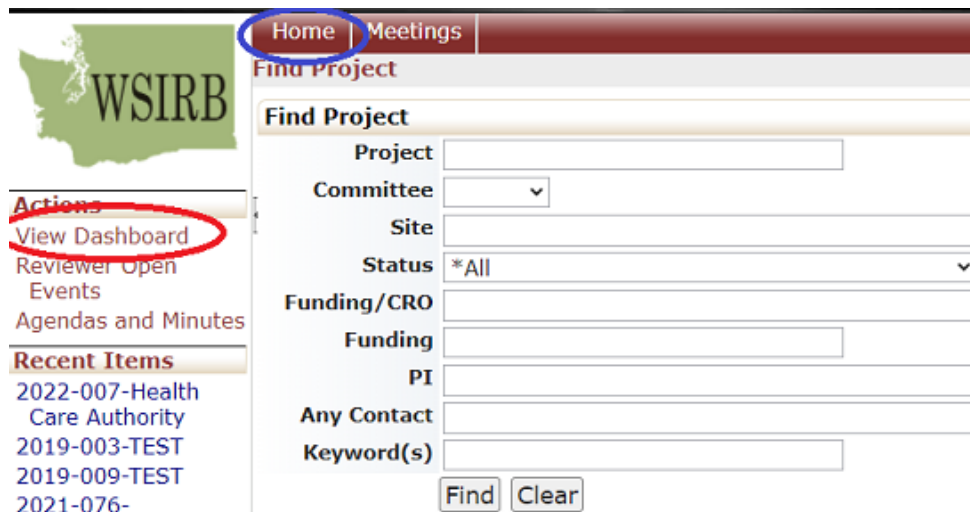 WSIRB
Home Meetings
Find Project
Find Project
Project
Committee
Site
Status *All
Funding/CRO
Funding
PI
Any Contact
Keyword(s)
Find Clear
Actions
View Dashboard
Reviewer Open
Events
Agendas and Minutes
Recent Items
2022-007-Health
Care Authority
2019-003-TEST
2019-009-TEST
2021-076-